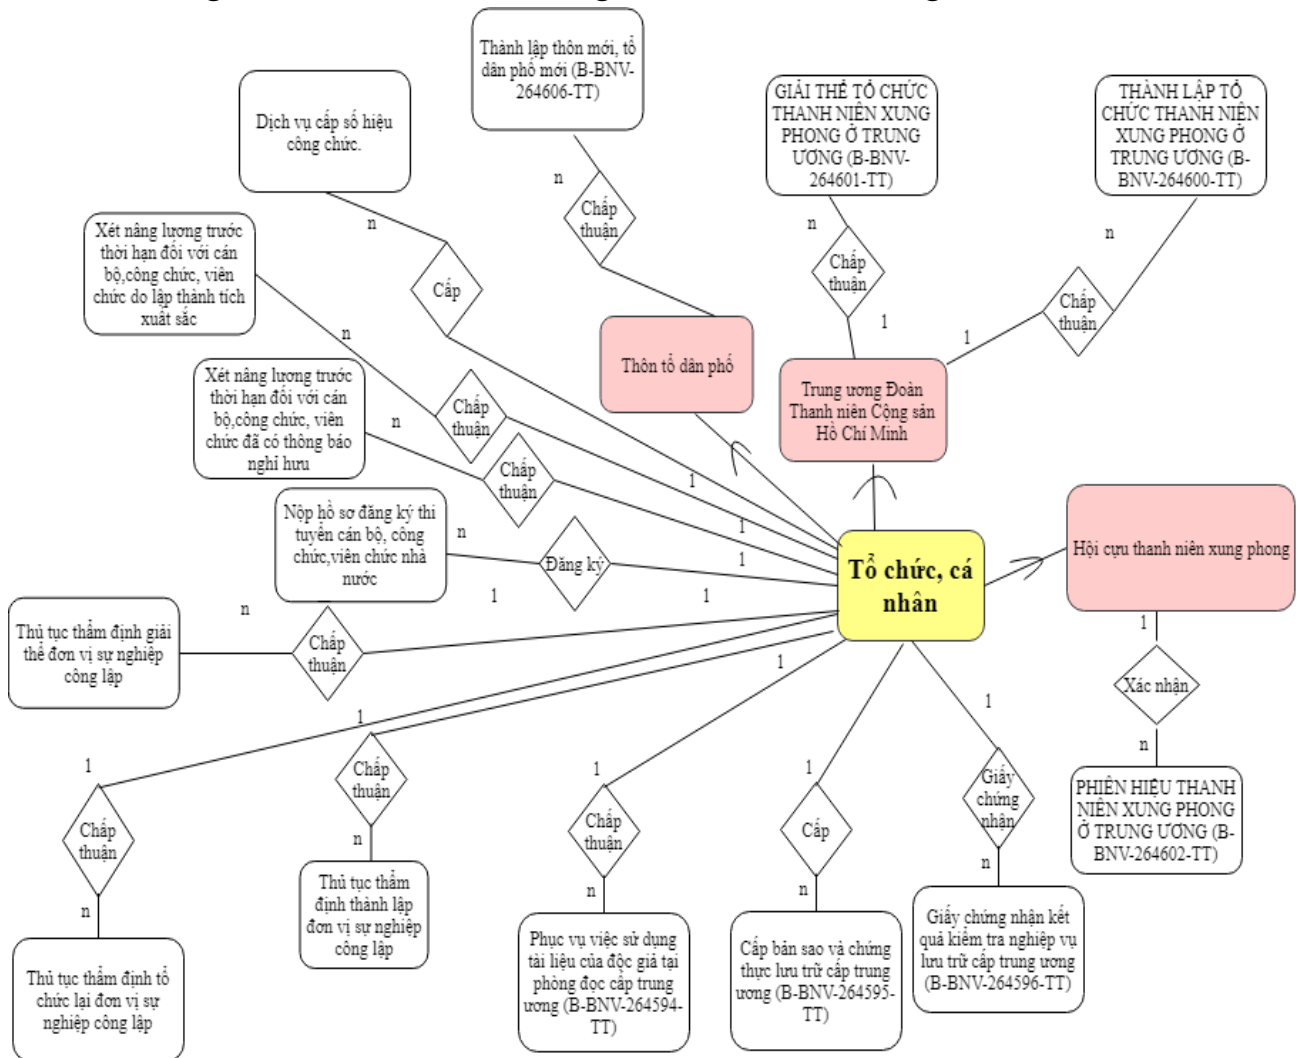 Thành lập thôn mới, tổ
dân phố mới (B-BNV-
264606-TT)
GIẢI THỂ TỔ CHỨC
THANH NIÊN XUNG
PHONG Ở TRUNG
ƯƠNG (B-BNV-
264601-TT)
THÀNH LẬP TỔ
CHỨC THANH NIÊN
XUNG PHONG Ở
TRUNG ƯƠNG (B-
BNV-264600-TT)
Dịch vụ cấp số hiệu
công chức.
n
Chấp
thuận
n
Chấp
thuận
n
Chấp
thuận
n
Cấp
Xét nâng lương trước
thời hạn đối với cán
bộ,công chức, viên
chức do lập thành tích
xuất sắc
n
1
1
Thôn tổ dân phố
Trung ương Đoàn
Thanh niên Cộng sản
Hồ Chí Minh
Xét nâng lương trước
thời hạn đối với cán
bộ,công chức, viên
chức đã có thông báo
nghỉ hưu
n
Chấp
thuận
Chấp
thuận
1
1
Nộp hồ sơ đăng ký thi
tuyển cán bộ, công
chức,viên chức nhà
nước
n
Đăng ký
1
Tổ chức, cá
nhân
Hội cựu thanh niên xung phong
n
1
1
Thủ tục thẩm định giải
thể đơn vị sự nghiệp
công lập
Chấp
thuận
1
Xác nhận
n
PHIÊN HIỆU THANH
NIÊN XUNG PHONG
Ở TRUNG ƯƠNG (B-
BNV-264602-TT)
1
1
1
1
1
1
Chấp
thuận
Chấp
thuận
Chấp
thuận
Cấp
Giấy
chứng
nhận
n
n
n
n
n
Thủ tục thẩm định tổ
chức lại đơn vị sự
nghiệp công lập
Thủ tục thẩm
định thành lập
đơn vị sự nghiệp
công lập
Phục vụ việc sử dụng
tài liệu của độc giả tại
phòng đọc cấp trung
ương (B-BNV-264594-
TT)
Cấp bản sao và chứng
thực lưu trữ cấp trung
ương (B-BNV-264595-
TT)
Giấy chứng nhận kết
quả kiểm tra nghiệp vụ
lưu trữ cấp trung ương
(B-BNV-264596-TT)